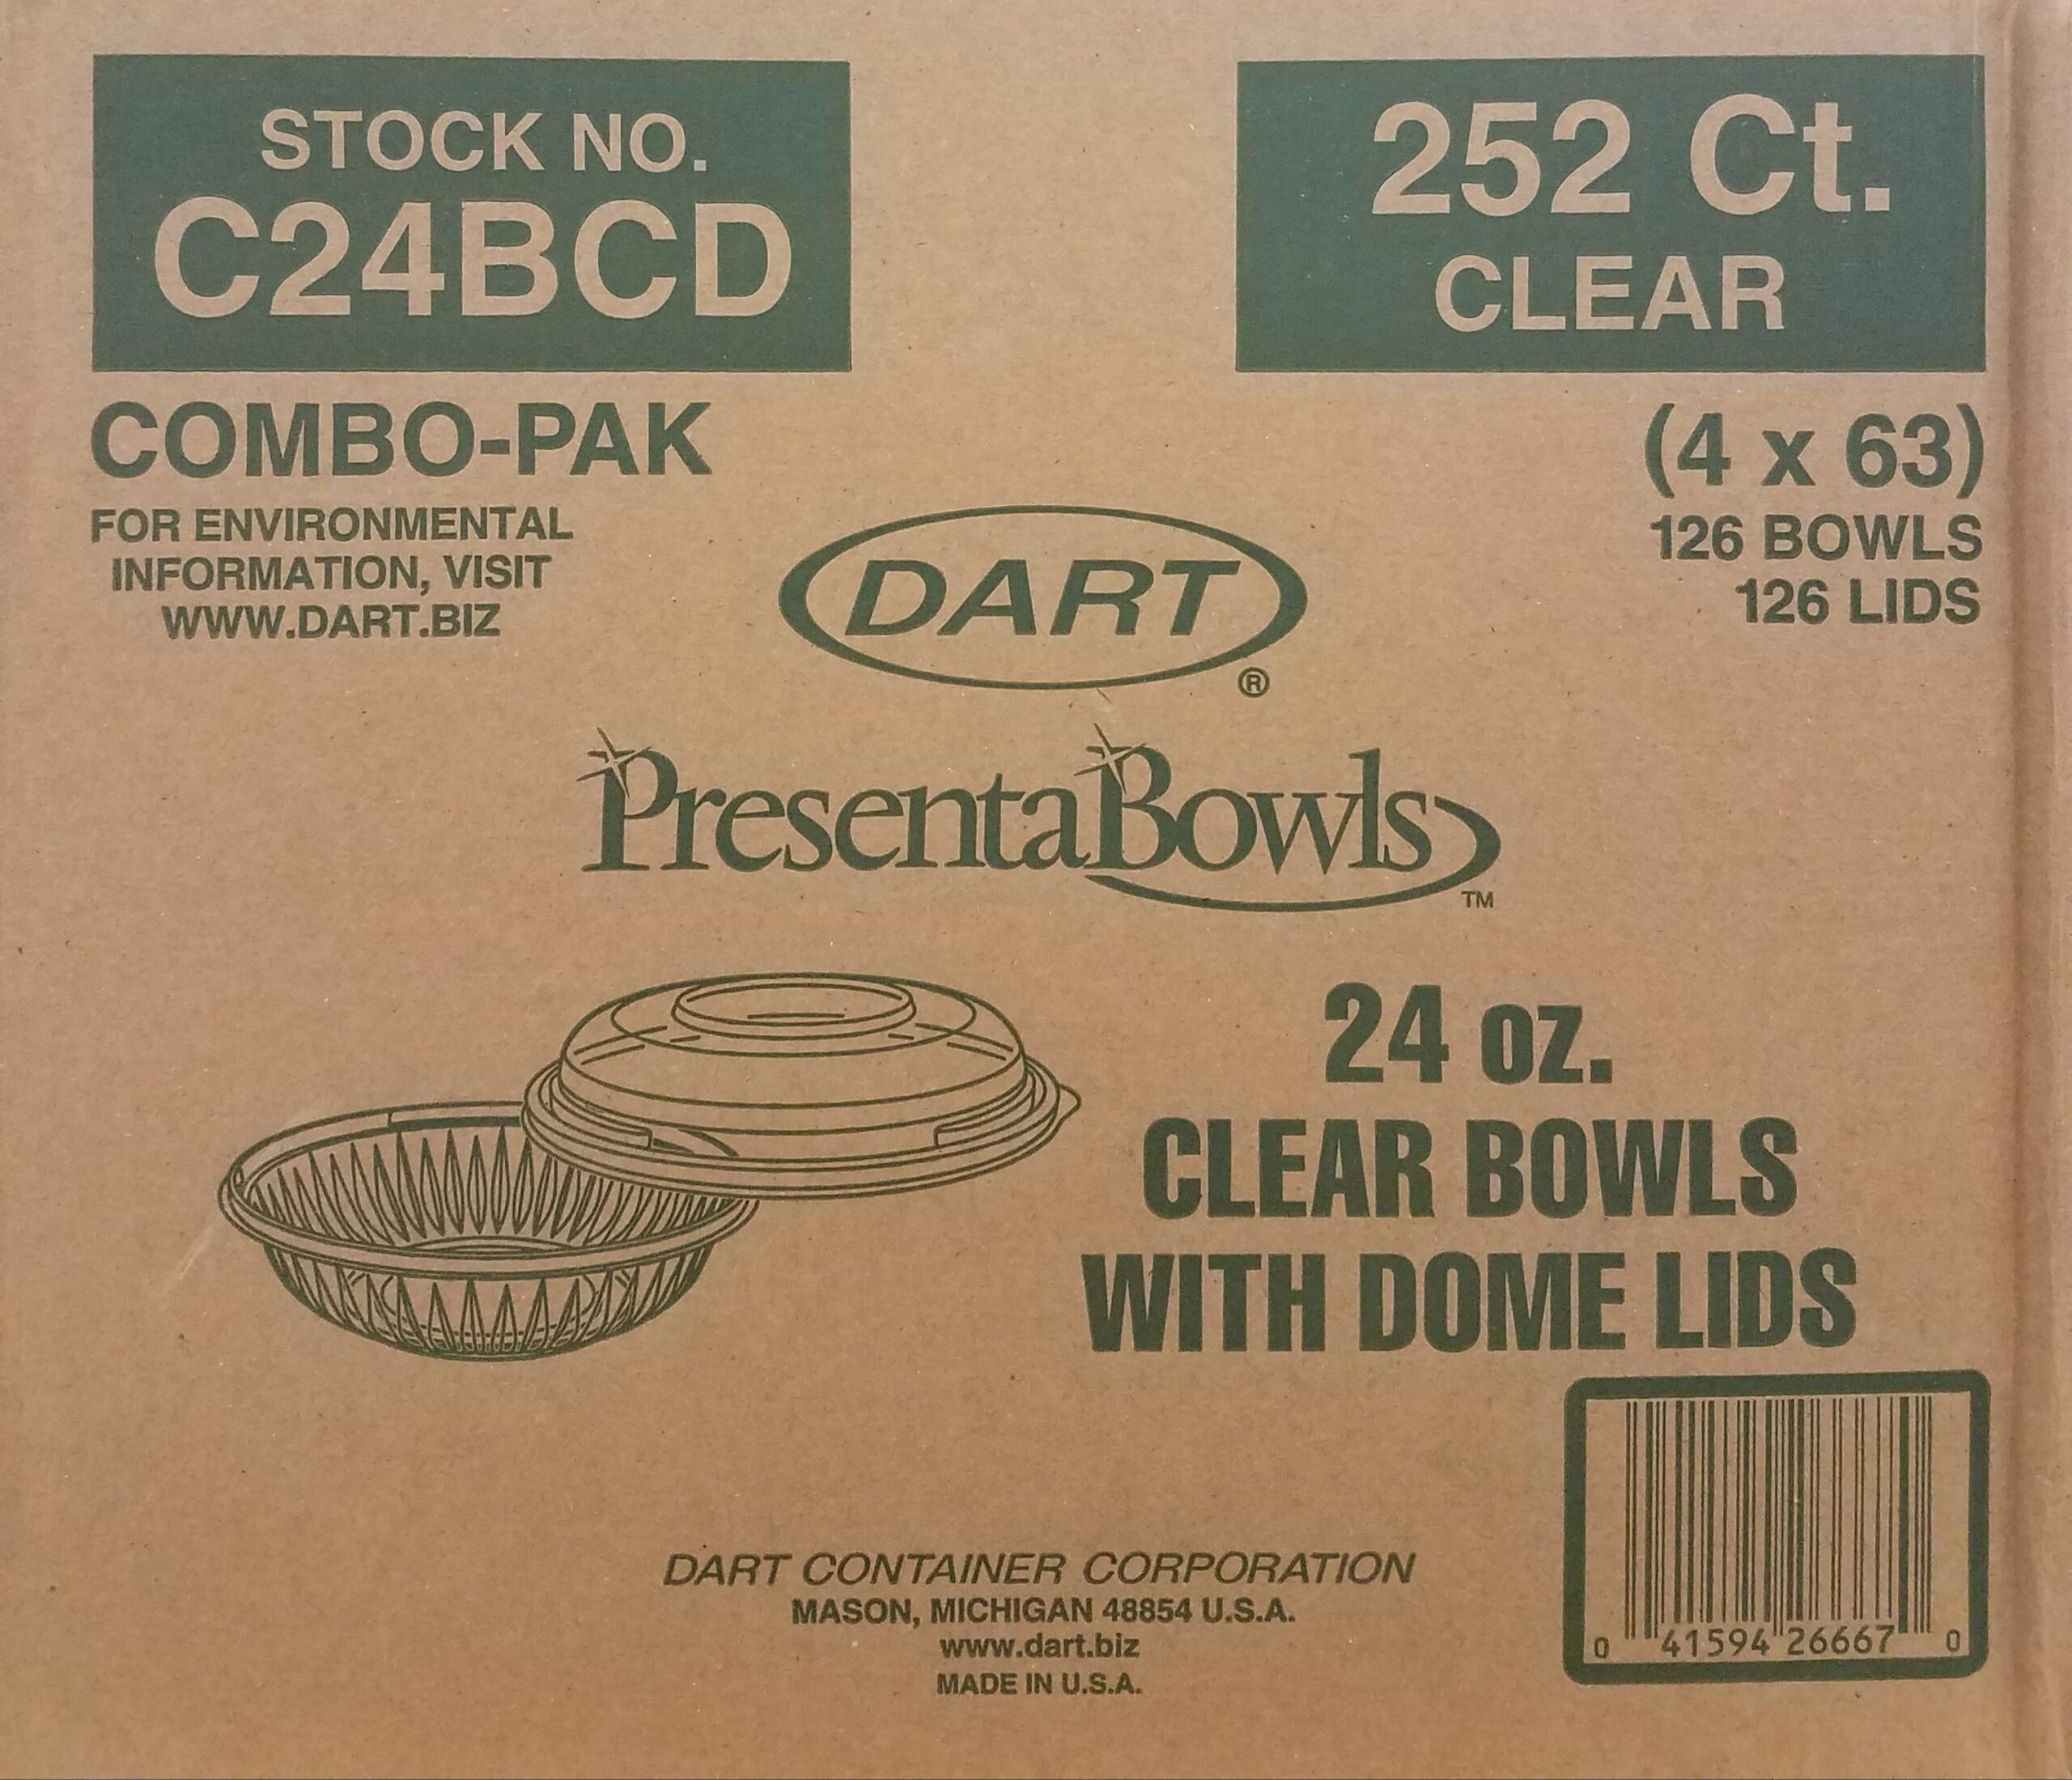 STOCK NO.
C24BCD
252 Ct.
CLEAR
COMBO-PAK
FOR ENVIRONMENTAL
INFORMATION, VISIT
WWW.DART.BIZ
(4 x 63)
126 BOWLS
126 LIDS
DART
®
PresentaBowls
TM
24 oz.
CLEAR BOWLS
WITH DOME LIDS
DART CONTAINER CORPORATION
MASON, MICHIGAN 48854 U.S.A.
www.dart.biz
MADE IN U.S.A.
0 41594 26667 0